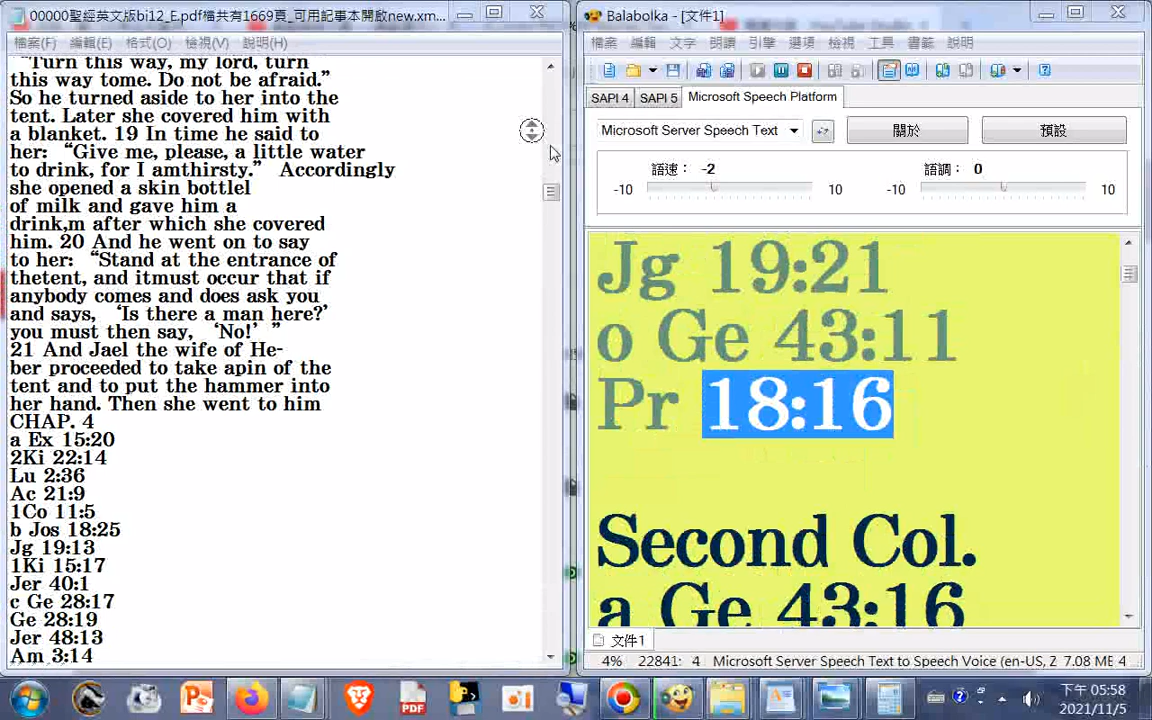 00000聖經英文版bi12_E.pdf檔共有1669頁_可用記事本開啟new.xm...
檔案(F) 編輯(E) 格式(O) 檢視(V) 說明(H)
“Turn this way, my lord, turn
this way tome. Do not be afraid.”
So he turned aside to her into the
tent. Later she covered him with
a blanket. 19 In time he said to
her: “Give me, please, a little water
to drink, for I amthirsty.” Accordingly
she opened a skin bottlel
of milk and gave him a
drink,m after which she covered
him. 20 And he went on to say
to her: “Stand at the entrance of
thetent, and itmust occur that if
anybody comes and does ask you
and says, ‘Is there a man here?’
you must then say, ‘No!’ ”
21 And Jael the wife of He-
ber proceeded to take apin of the
tent and to put the hammer into
her hand. Then she went to him
CHAP. 4
a Ex 15:20
2Ki 22:14
Lu 2:36
Ac 21:9
1Co 11:5
b Jos 18:25
Jg 19:13
1Ki 15:17
Jer 40:1
c Ge 28:17
Ge 28:19
Jer 48:13
Am 3:14
Balabolka - [文件1]
檔案 編輯 文字 朗讀 引擎 選項 檢視 工具 書籤 說明
SAPI 4 SAPI 5 Microsoft Speech Platform
Microsoft Server Speech Text 關於 預設
語速: -2 語調: 0
-10 10 -10 10
Jg 19:21
o Ge 43:11
Pr 18:16
Second Col.
a Ge 43:16
文件1
4% 22841: 4 Microsoft Server Speech Text to Speech Voice (en-US, 2 7.08 MB 4
下午 05:58
2021/11/5